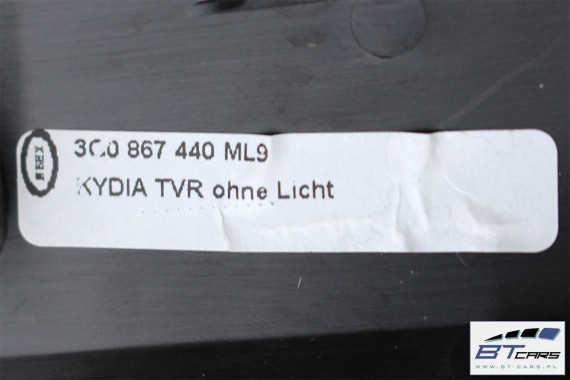 3C0 867 440 ML9
KYDIA TVR ohne Licht
BTCARS
WWW.BT-CARS.PL